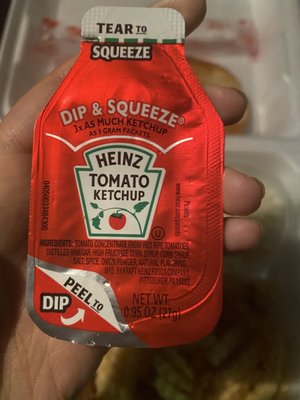 TEAR TO
SQUEEZE
DIP & SQUEEZE®
3X AS MUCH KETCHUP
AS 9 GRAM PACKETS
HEINZ
TOMATO
KETCHUP
INGREDIENTS: TOMATO CONCENTRATE FROM RED RIPE TOMATOES,
DISTILLED VINEGAR, HIGH FRUCTOSE CORN SYRUP, CORN SYRUP,
SALT, SPICE, ONION POWDER, NATURAL FLAVORING.
MFD. BY KRAFT HEINZ FOODS COMPANY
PITTSBURGH, PA 15222
PEEL TO
DIP
NET WT.
0.95 OZ (27g)